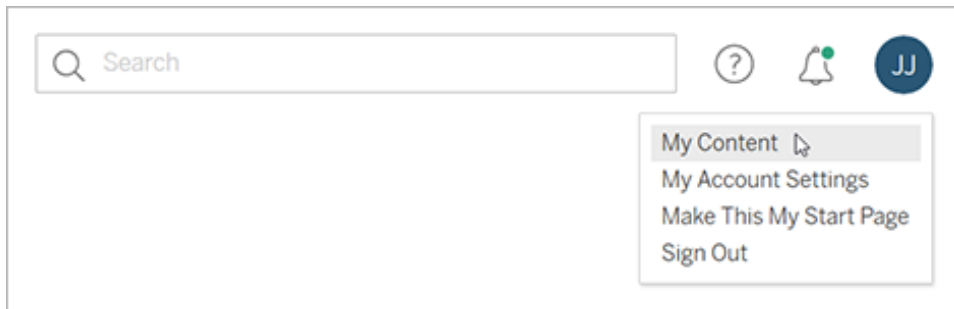 Search
?
JJ
My Content
My Account Settings
Make This My Start Page
Sign Out